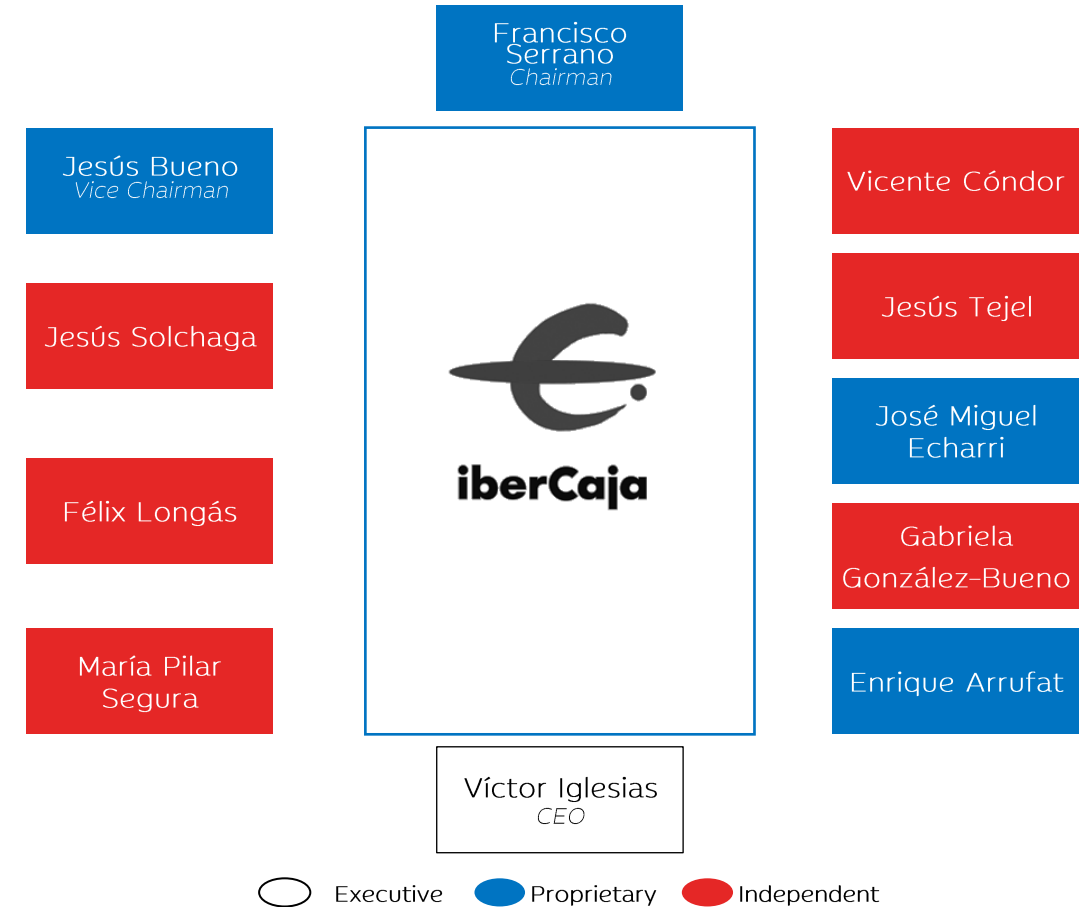 Francisco
Serrano
Chairman
Jesús Bueno
Vice Chairman
Jesús Solchaga
Félix Longás
María Pilar
Segura
iberCaja
Vicente Cóndor
Jesús Tejel
José Miguel
Echarri
Gabriela
González-Bueno
Enrique Arrufat
Víctor Iglesias
CEO
Executive
Proprietary
Independent